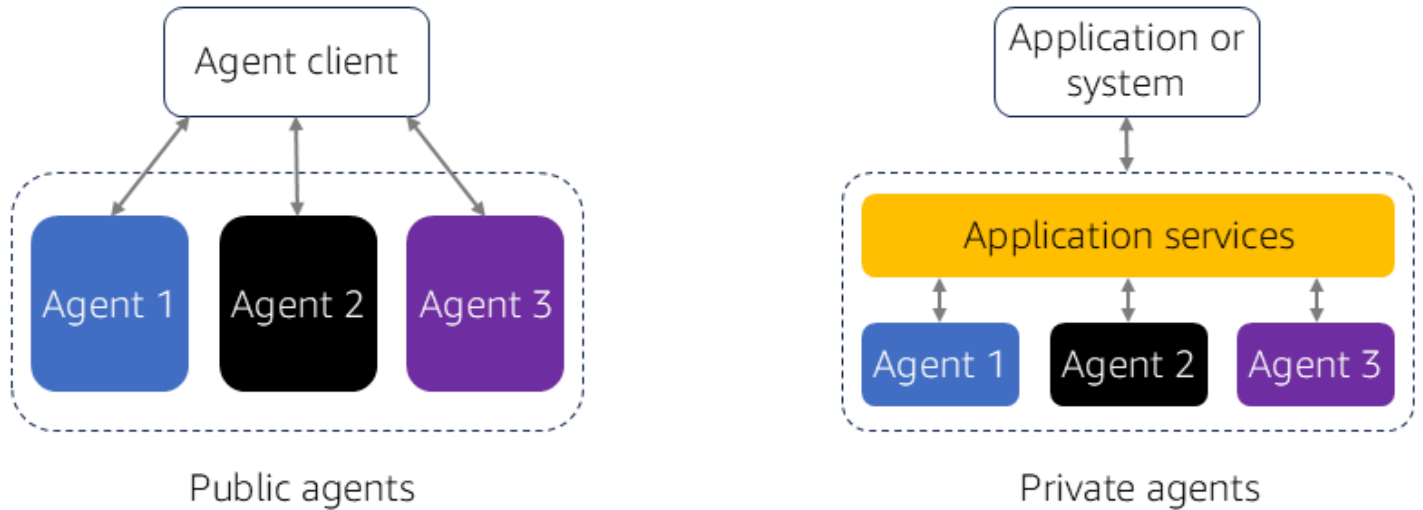 Agent client
Agent 1
Agent 2
Agent 3
Public agents
Application or
system
Application services
Agent 1
Agent 2
Agent 3
Private agents